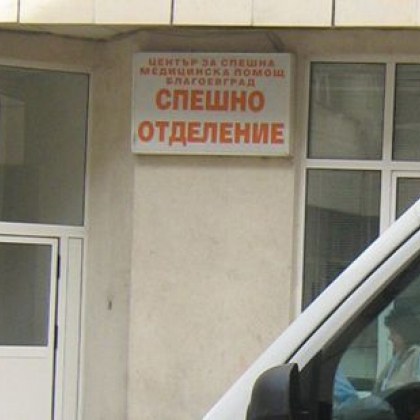 ЦЕНТЪР ЗА СПЕШНА
МЕДИЦИНСКА ПОМОЩ
БЛАГОЕВГРАД
СПЕШНО
ОТДЕЛЕНИЕ